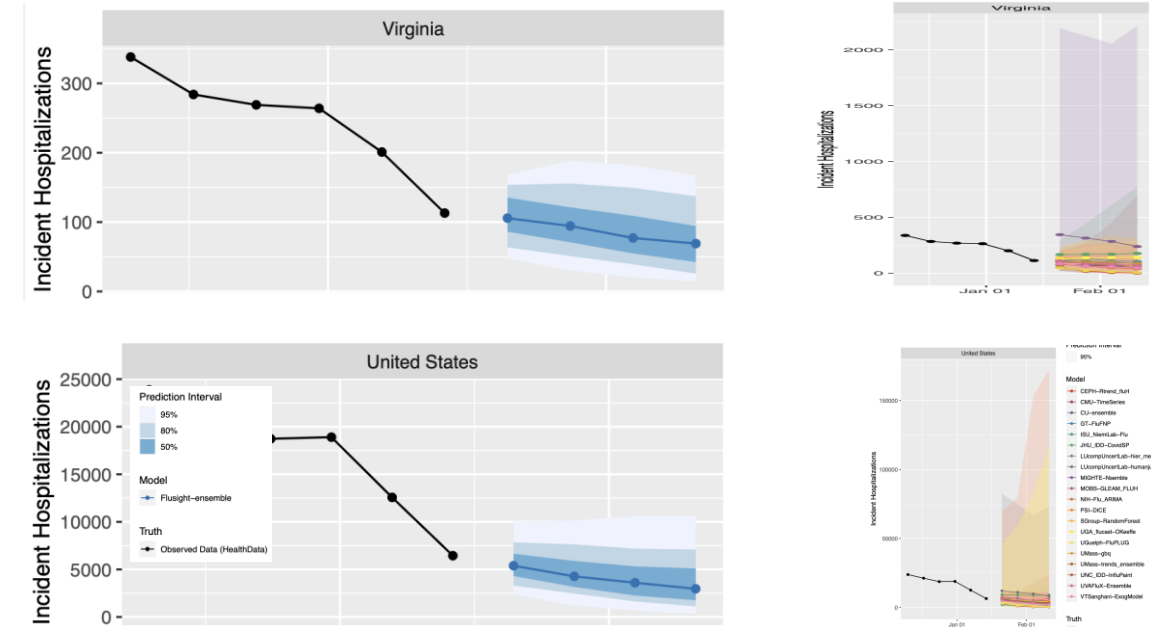 Virginia
Incident Hospitalizations
300
200
100
0
Virginia
Incident Hospitalizations
2000
1500
1000
500
0
Jan 01
Feb 01
United States
Incident Hospitalizations
25000
20000
15000
10000
5000
0
Prediction Interval
95%
80%
50%
Model
Flusight-ensemble
Truth
Observed Data (HealthData)
United States
Incident Hospitalizations
150000
100000
50000
0
Jan 01
Feb 01
Prediction Interval
95%
Model
CEPH-Rtrend_fluH
CMU-TimeSeries
CU-ensemble
GT-FluFNP
ISU_NiemiLab-Flu
JHU_IDD-CovidSP
LUcompUncertLab-hier_me
LUcompUncertLab-humanj
MIGHTE-Nsemble
MOBS-GLEAM_FLUH
NIH-Flu_ARIMA
PSI-DICE
SGroup-RandomForest
UGA_flucast-OKeeffe
UGuelph-FluPLUG
UMass-gbq
UMass-trends_ensemble
UNC_IDD-InfluPaint
UVAFluX-Ensemble
VTSanghani-ExogModel
Truth